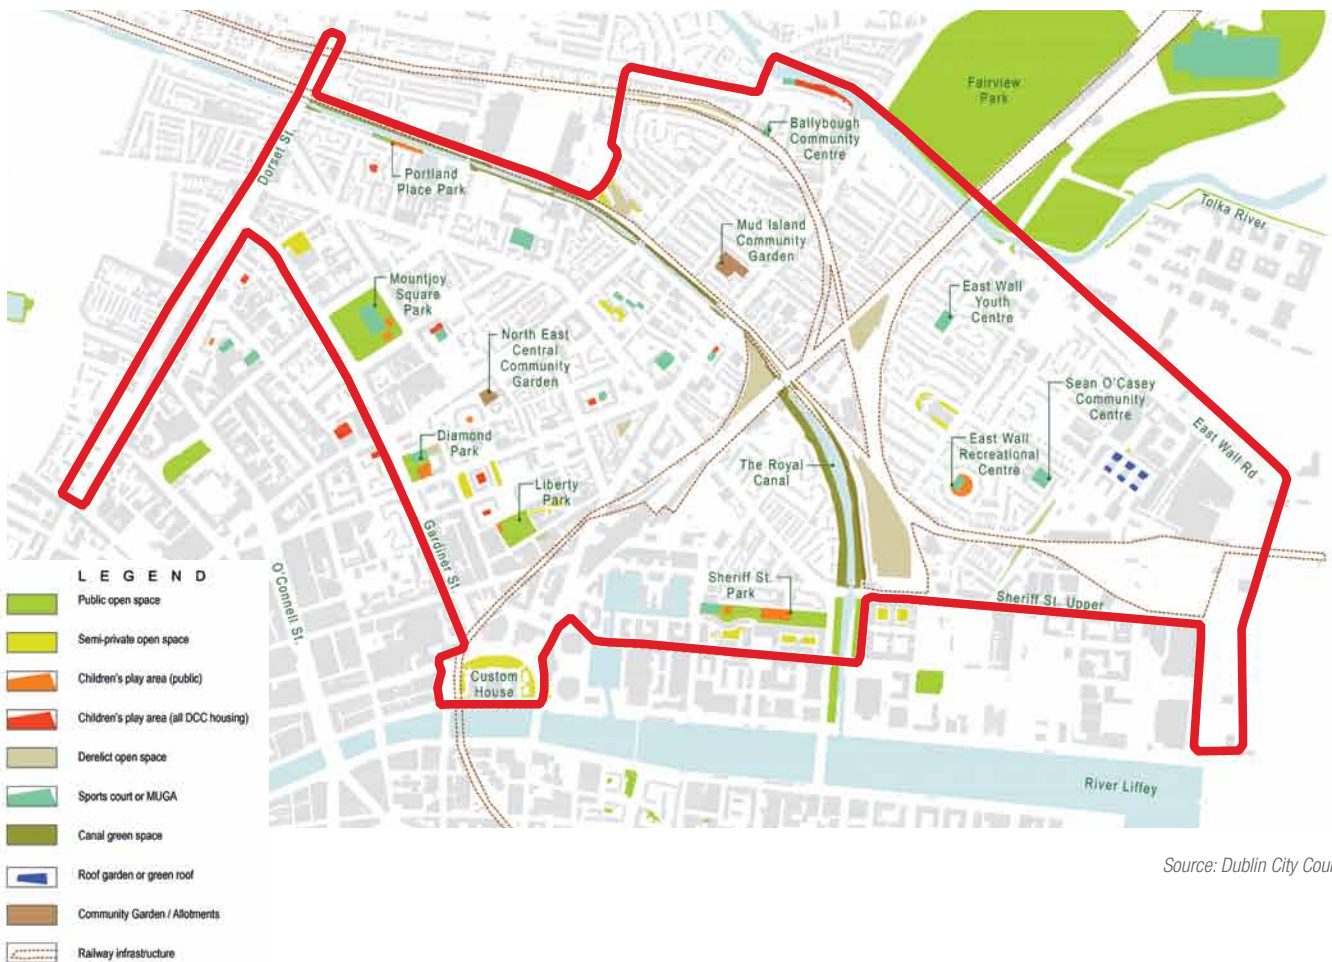 Fairview
Park
Ballybough
Community
Centre
Dorset St.
Portland
Place Park
Tolka River
Mud Island
Community
Garden
Mountjoy
Square
Park
East Wall
Youth
Centre
North East
Central
Community
Garden
Sean O'Casey
Community
Centre
East Wall Rd
Diamond
Park
East Wall
Recreational
Centre
The Royal
Canal
Liberty
Park
Gardiner St
O'Connell St.
Sheriff St.
Park
Sheriff St. Upper
Custom
House
River Liffey
LEGEND
Public open space
Semi-private open space
Children's play area (public)
Children's play area (all DCC housing)
Derelict open space
Sports court or MUGA
Canal green space
Roof garden or green roof
Community Garden / Allotments
Railway infrastructure
Source: Dublin City Cou